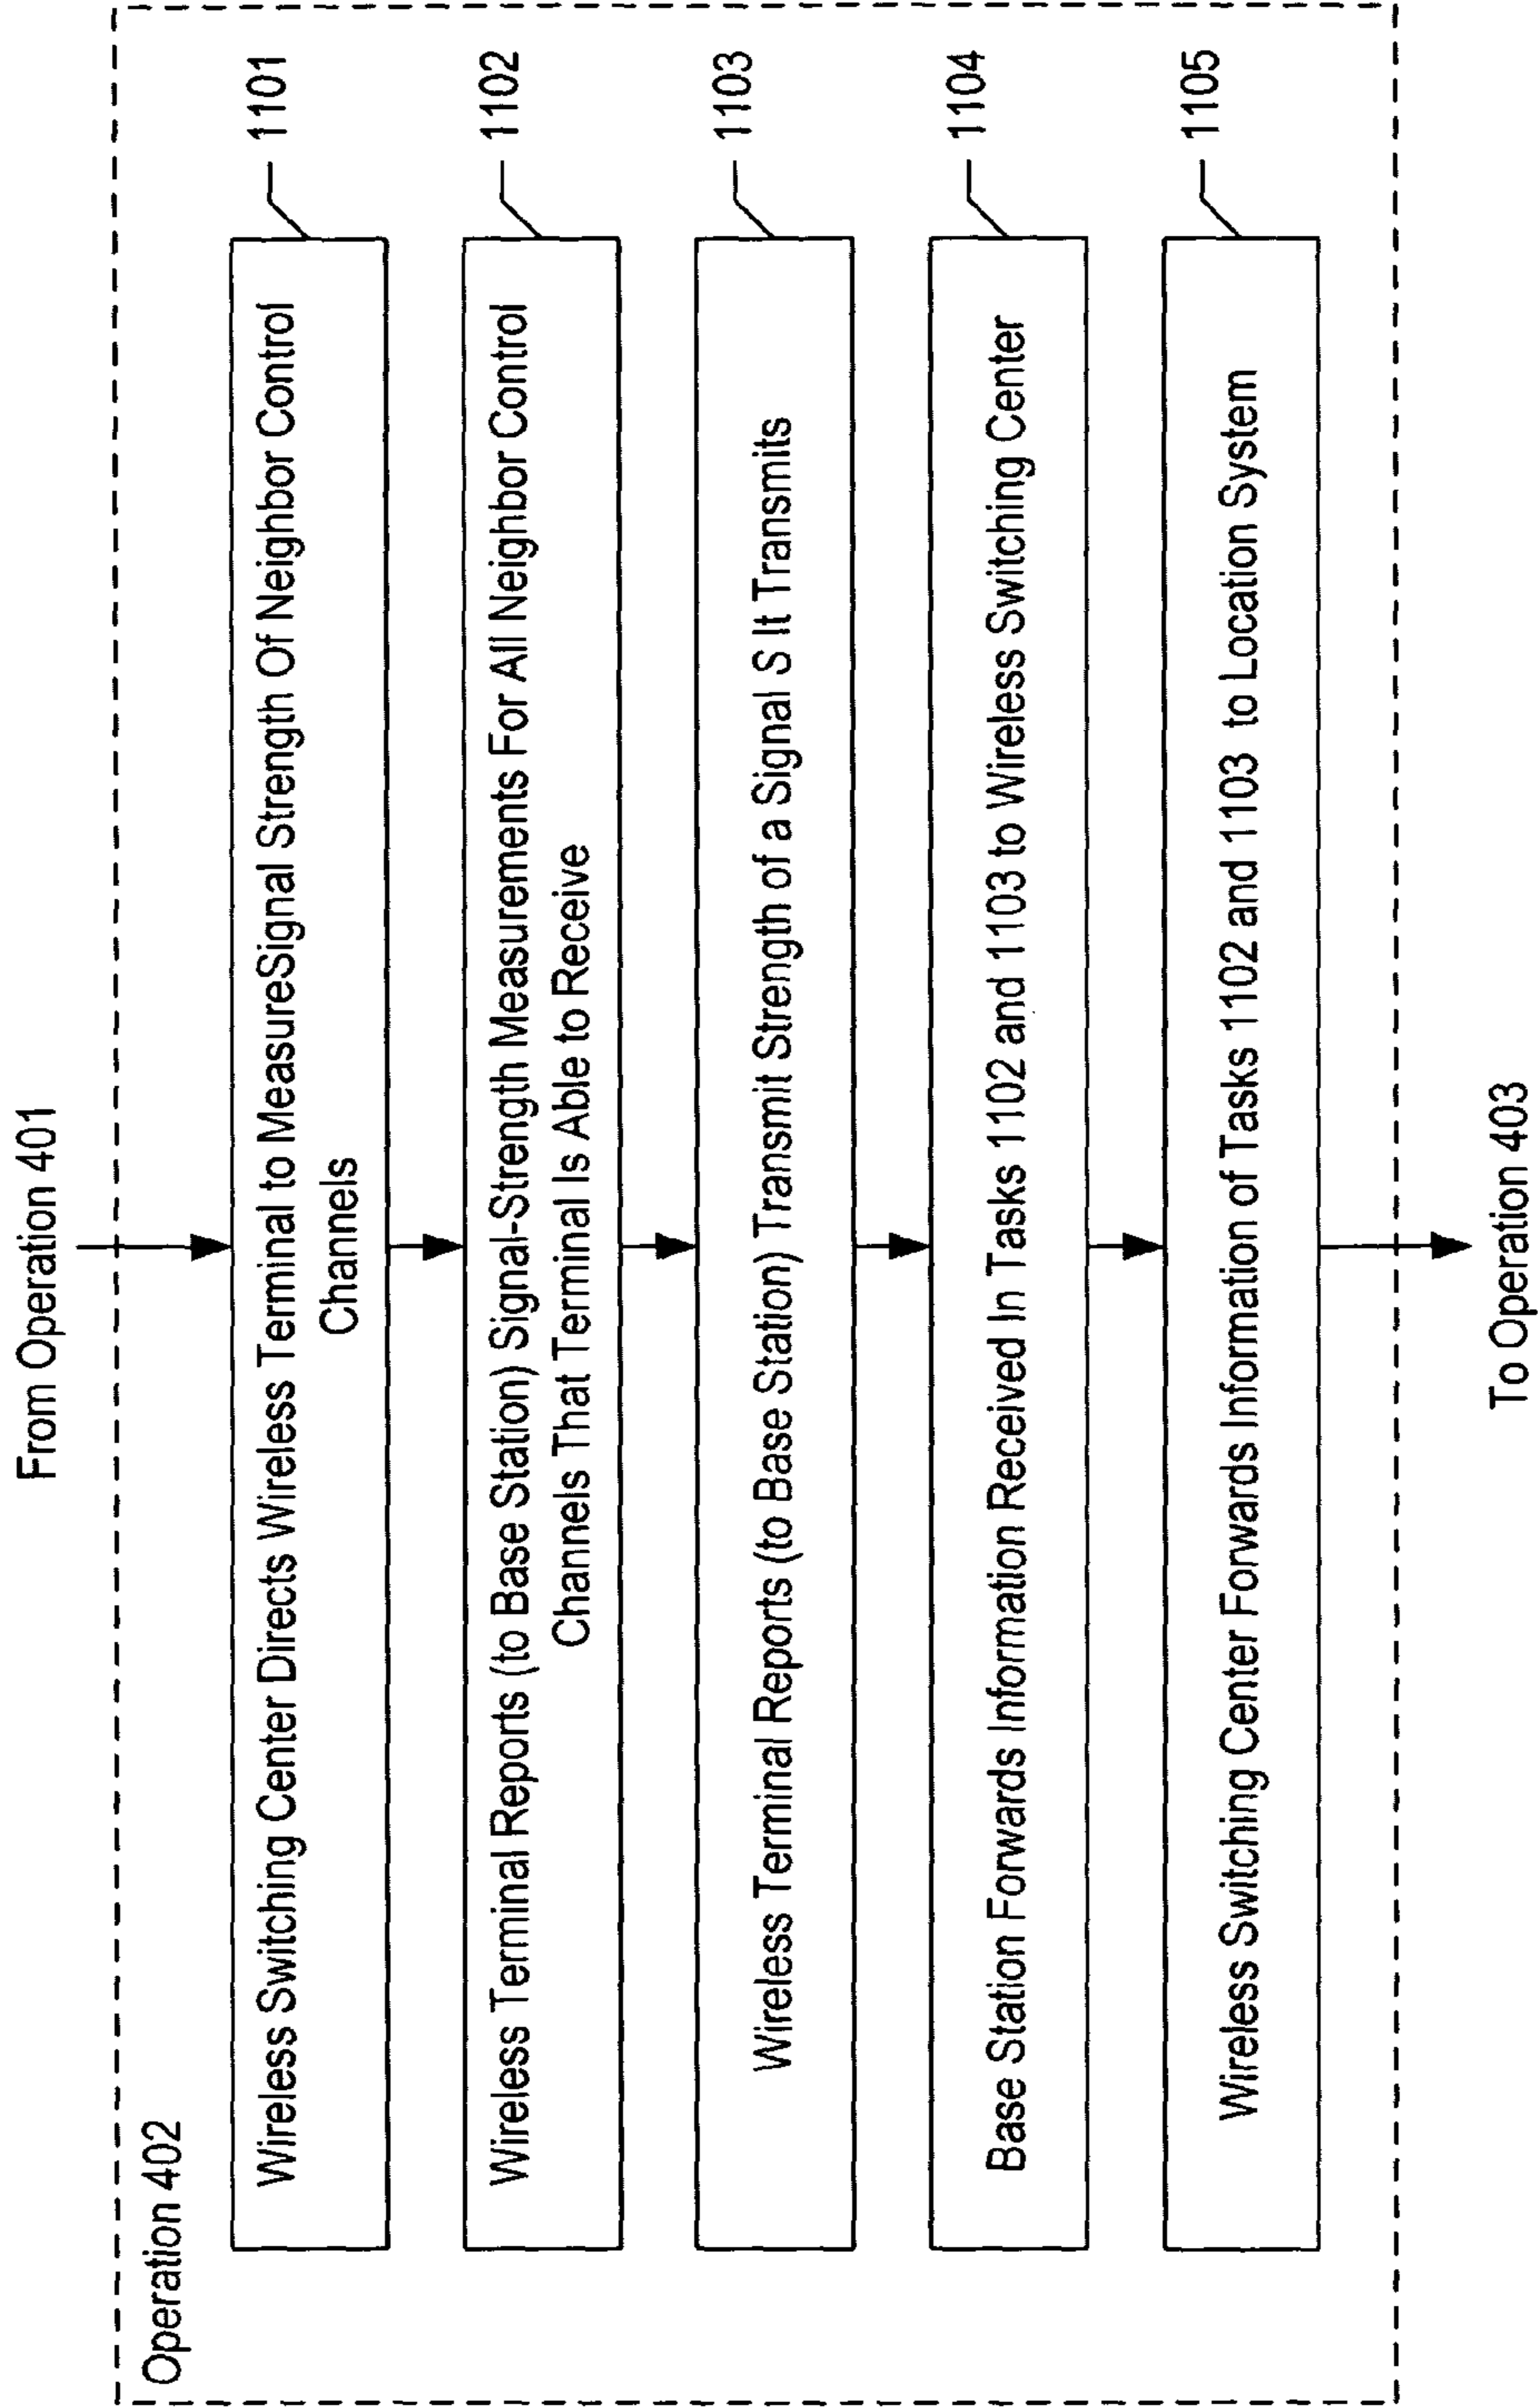 From Operation 401
Operation 402
Wireless Switching Center Directs Wireless Terminal to MeasureSignal Strength Of Neighbor Control
Channels
1101
Wireless Terminal Reports (to Base Station) Signal-Strength Measurements For All Neighbor Control
Channels That Terminal Is Able to Receive
1102
Wireless Terminal Reports (to Base Station) Transmit Strength of a Signal S It Transmits
1103
Base Station Forwards Information Received In Tasks 1102 and 1103 to Wireless Switching Center
1104
Wireless Switching Center Forwards Information of Tasks 1102 and 1103 to Location System
1105
To Operation 403